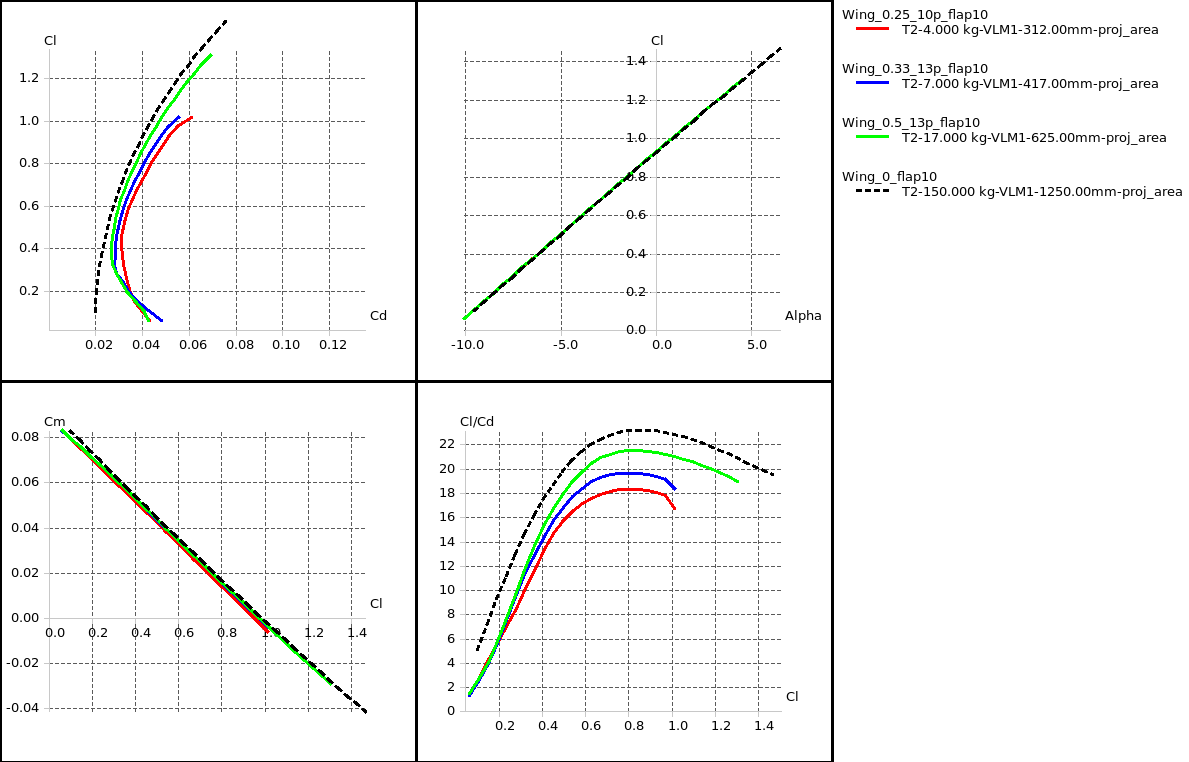 Cl
1.2
1.0
0.8
0.6
0.4
0.2
Cd
0.02 0.04 0.06 0.08 0.10 0.12
Cl
1.4
1.2
1.0
0.8
0.6
0.4
0.2
0.0
Alpha
-10.0 -5.0 0.0 5.0
Cm
0.08
0.06
0.04
0.02
0.00
-0.02
-0.04
Cl
0.0 0.2 0.4 0.6 0.8 1.0 1.2 1.4
Cl/Cd
22
20
18
16
14
12
10
8
6
4
2
0
Cl
0.2 0.4 0.6 0.8 1.0 1.2 1.4
Wing_0.25_10p_flap10
T2-4.000 kg-VLM1-312.00mm-proj_area
Wing_0.33_13p_flap10
T2-7.000 kg-VLM1-417.00mm-proj_area
Wing_0.5_13p_flap10
T2-17.000 kg-VLM1-625.00mm-proj_area
Wing_0_flap10
T2-150.000 kg-VLM1-1250.00mm-proj_area